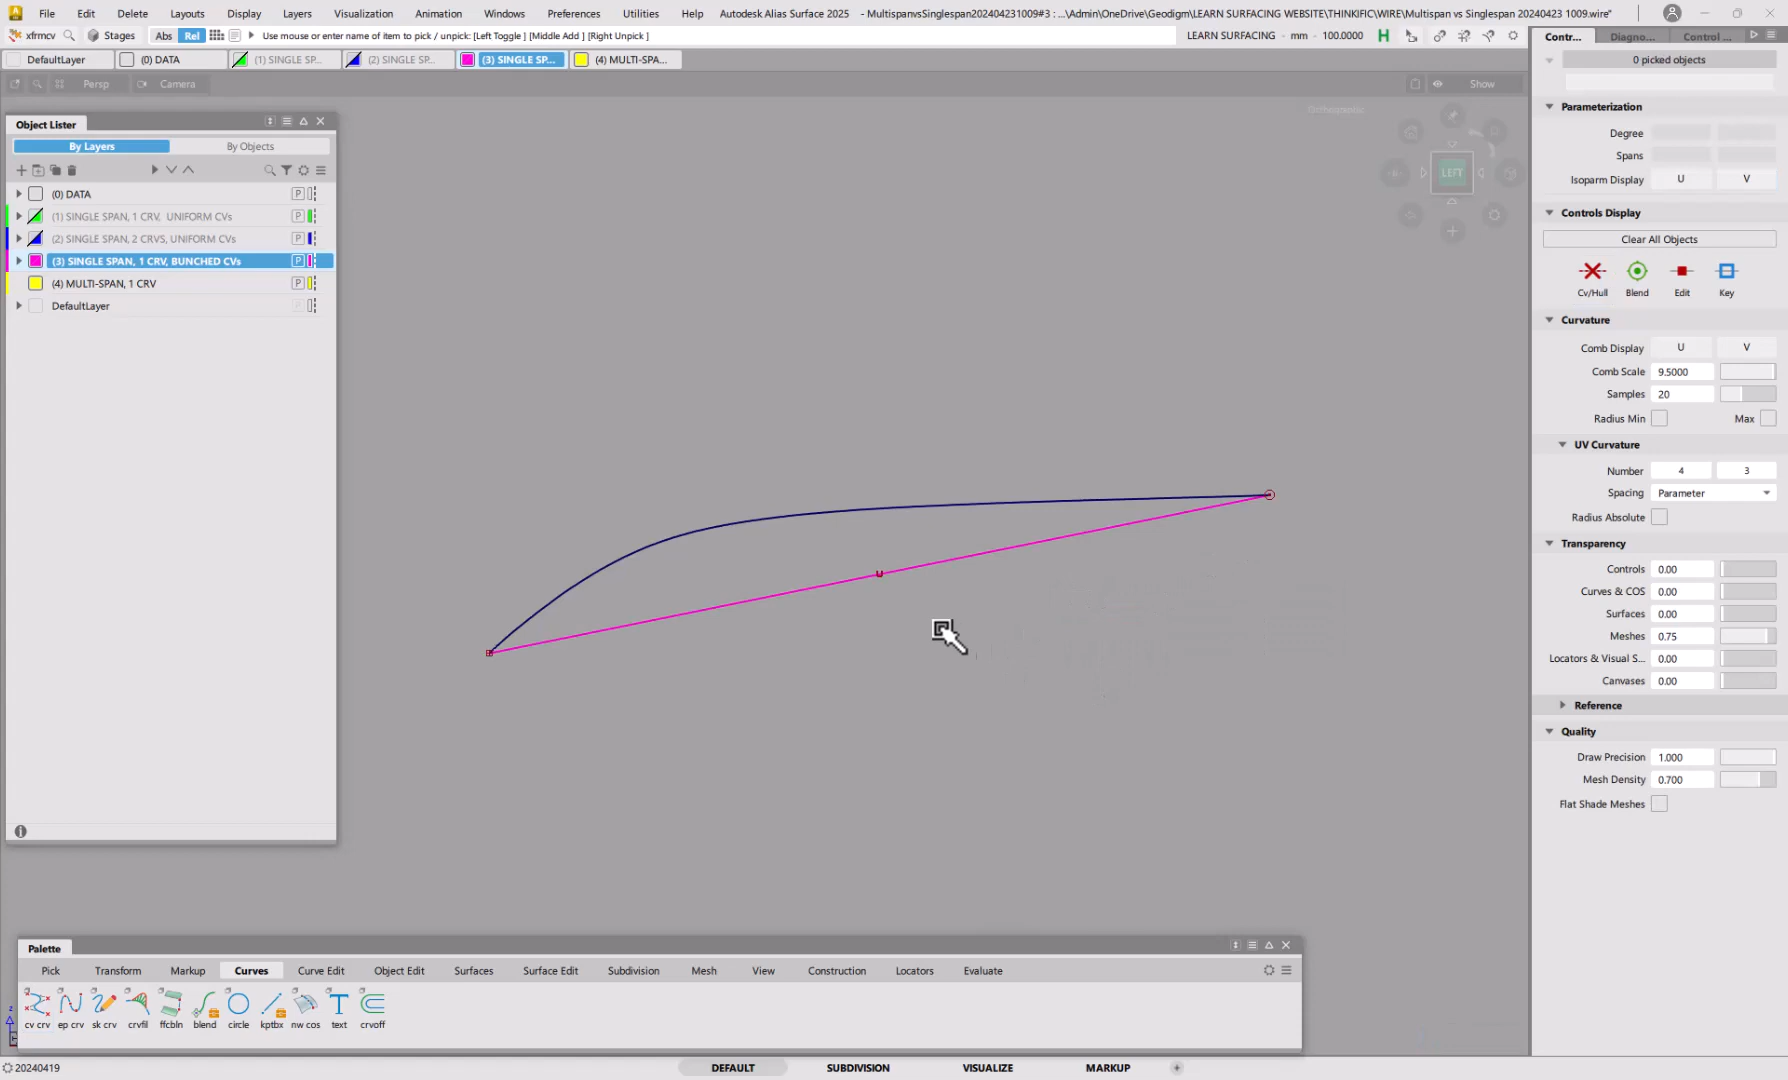 File Edit Delete Layouts Display Layers Visualization Animation Windows Preferences Utilities Help Autodesk Alias Surface 2025 - MultispanvsSinglespan202404231009#3 : ...\Admin\OneDrive\Geodigm\LEARN SURFACING WEBSITE\THINKIFIC\WIRE\Multispan vs Singlespan 20240423 1009.wire*
xfrmcv Stages Abs Rel Use mouse or enter name of item to pick / unpick: [Left Toggle ] [Middle Add ] [Right Unpick ] LEARN SURFACING - mm - 100.0000
DefaultLayer (0) DATA (1) SINGLE SP... (2) SINGLE SP... (3) SINGLE SP... (4) MULTI-SPA...
Persp Camera Show
Orthographic
LEFT
Object Lister
By Layers By Objects
(0) DATA P
(1) SINGLE SPAN, 1 CRV, UNIFORM CVs P
(2) SINGLE SPAN, 2 CRVS, UNIFORM CVs P
(3) SINGLE SPAN, 1 CRV, BUNCHED CVs P
(4) MULTI-SPAN, 1 CRV P
DefaultLayer P
U
Contr... Diagno... Control ...
0 picked objects
Parameterization
Degree
Spans
Isoparm Display U V
Controls Display
Clear All Objects
Cv/Hull Blend Edit Key
Curvature
Comb Display U V
Comb Scale 9.5000
Samples 20
Radius Min Max
UV Curvature
Number 4 3
Spacing Parameter
Radius Absolute
Transparency
Controls 0.00
Curves & COS 0.00
Surfaces 0.00
Meshes 0.75
Locators & Visual S... 0.00
Canvases 0.00
Reference
Quality
Draw Precision 1.000
Mesh Density 0.700
Flat Shade Meshes
Palette
Pick Transform Markup Curves Curve Edit Object Edit Surfaces Surface Edit Subdivision Mesh View Construction Locators Evaluate
cv crv ep crv sk crv crvfil ffcbln blend circle kptbx nw cos text crvoff
z
20240419 DEFAULT SUBDIVISION VISUALIZE MARKUP +